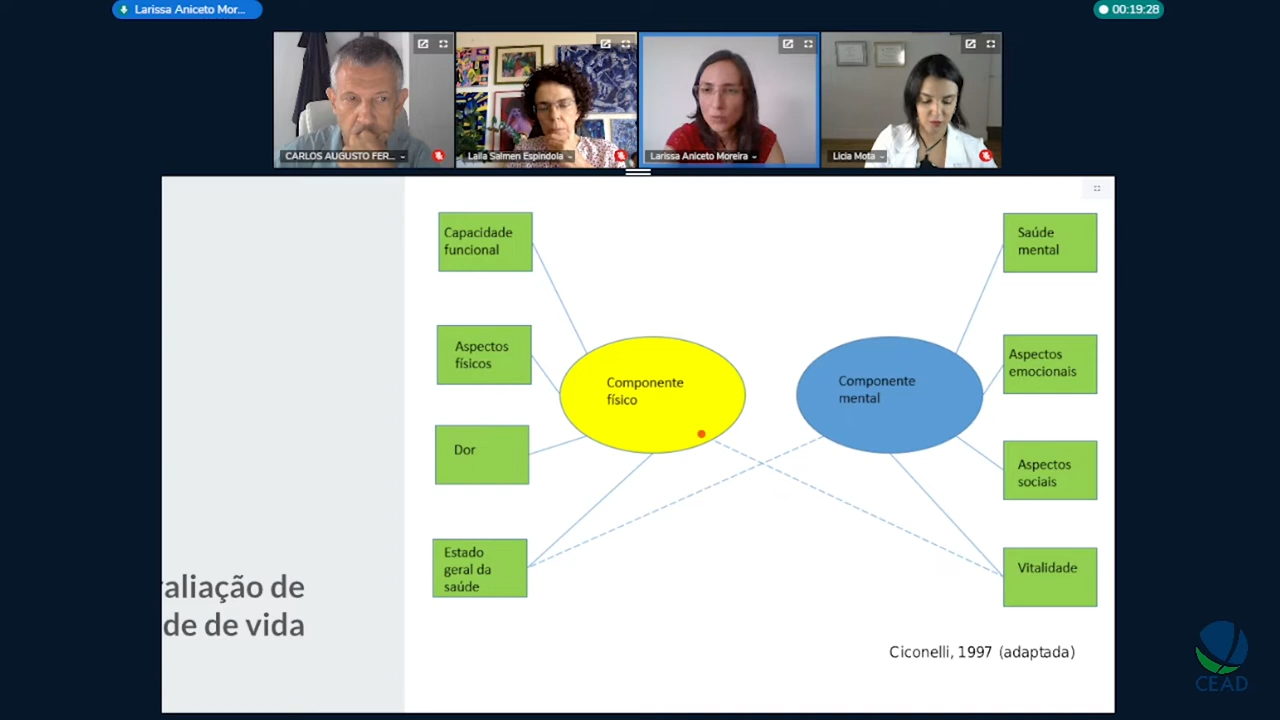 Larissa Aniceto Mor...
00:19:28
CARLOS AUGUSTO FER...
Laila Salmen Espindola
Larissa Aniceto Moreira
Licia Mota
Capacidade
funcional
Aspectos
físicos
Dor
Estado
geral da
saúde
Componente
físico
Componente
mental
Saúde
mental
Aspectos
emocionais
Aspectos
sociais
Vitalidade
valiação de
de de vida
Ciconelli, 1997 (adaptada)
CEAD